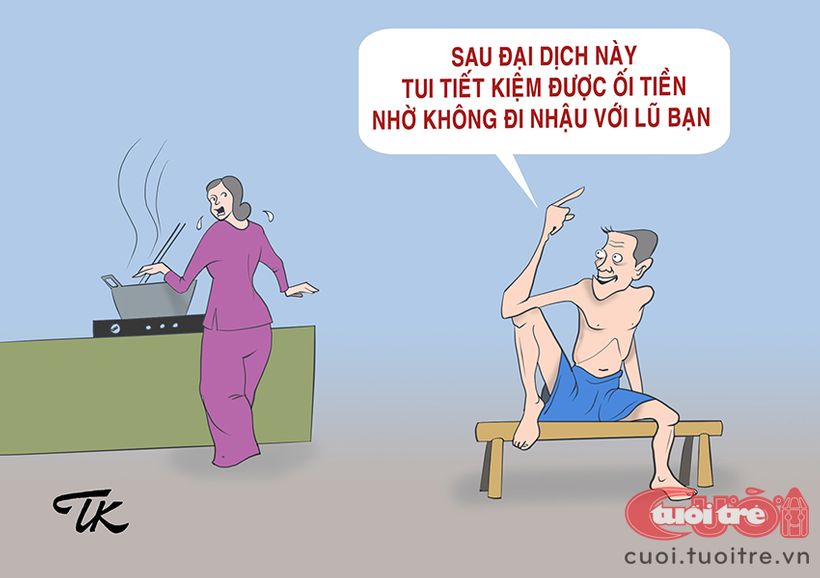 SAU ĐẠI DỊCH NÀY
TUI TIẾT KIỆM ĐƯỢC ỐI TIỀN
NHỜ KHÔNG ĐI NHẬU VỚI LŨ BẠN
TK
CƯỜI
tuổi trẻ
cuoi.tuoitre.vn